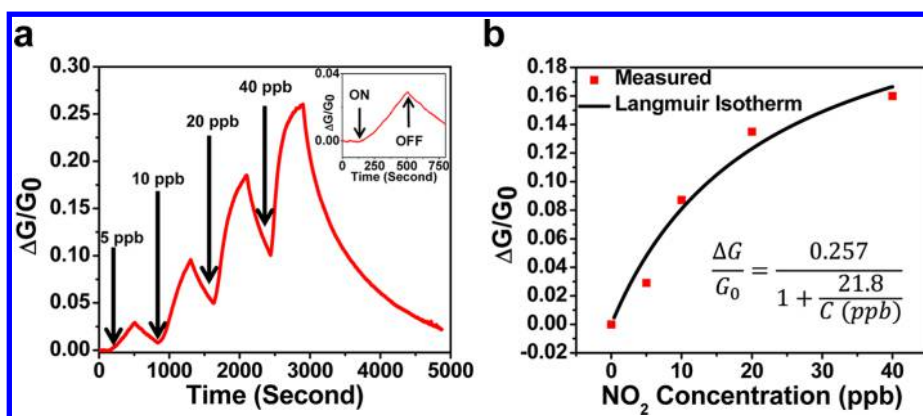 a
0.30
0.25
0.20
0.15
0.10
0.05
0.00
ΔG/G0
0 1000 2000 3000 4000 5000
Time (Second)
5 ppb
10 ppb
20 ppb
40 ppb
0.04
0.00
ΔG/G0
ON
OFF
0 250 500 750
Time (Second)
b
0.18
0.16
0.14
0.12
0.10
0.08
0.06
0.04
0.02
0.00
-0.02
ΔG/G0
Measured
Langmuir Isotherm
ΔG/G₀ = 0.257/(1 + 21.8/C (ppb))
0 10 20 30 40
NO₂ Concentration (ppb)